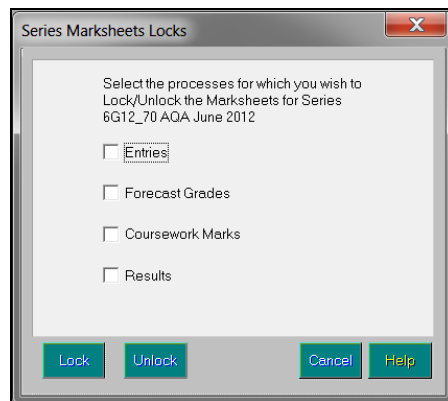 Series Marksheets Locks
Select the processes for which you wish to
Lock/Unlock the Marksheets for Series
6G12_70 AQA June 2012
Entries
Forecast Grades
Coursework Marks
Results
Lock Unlock Cancel Help